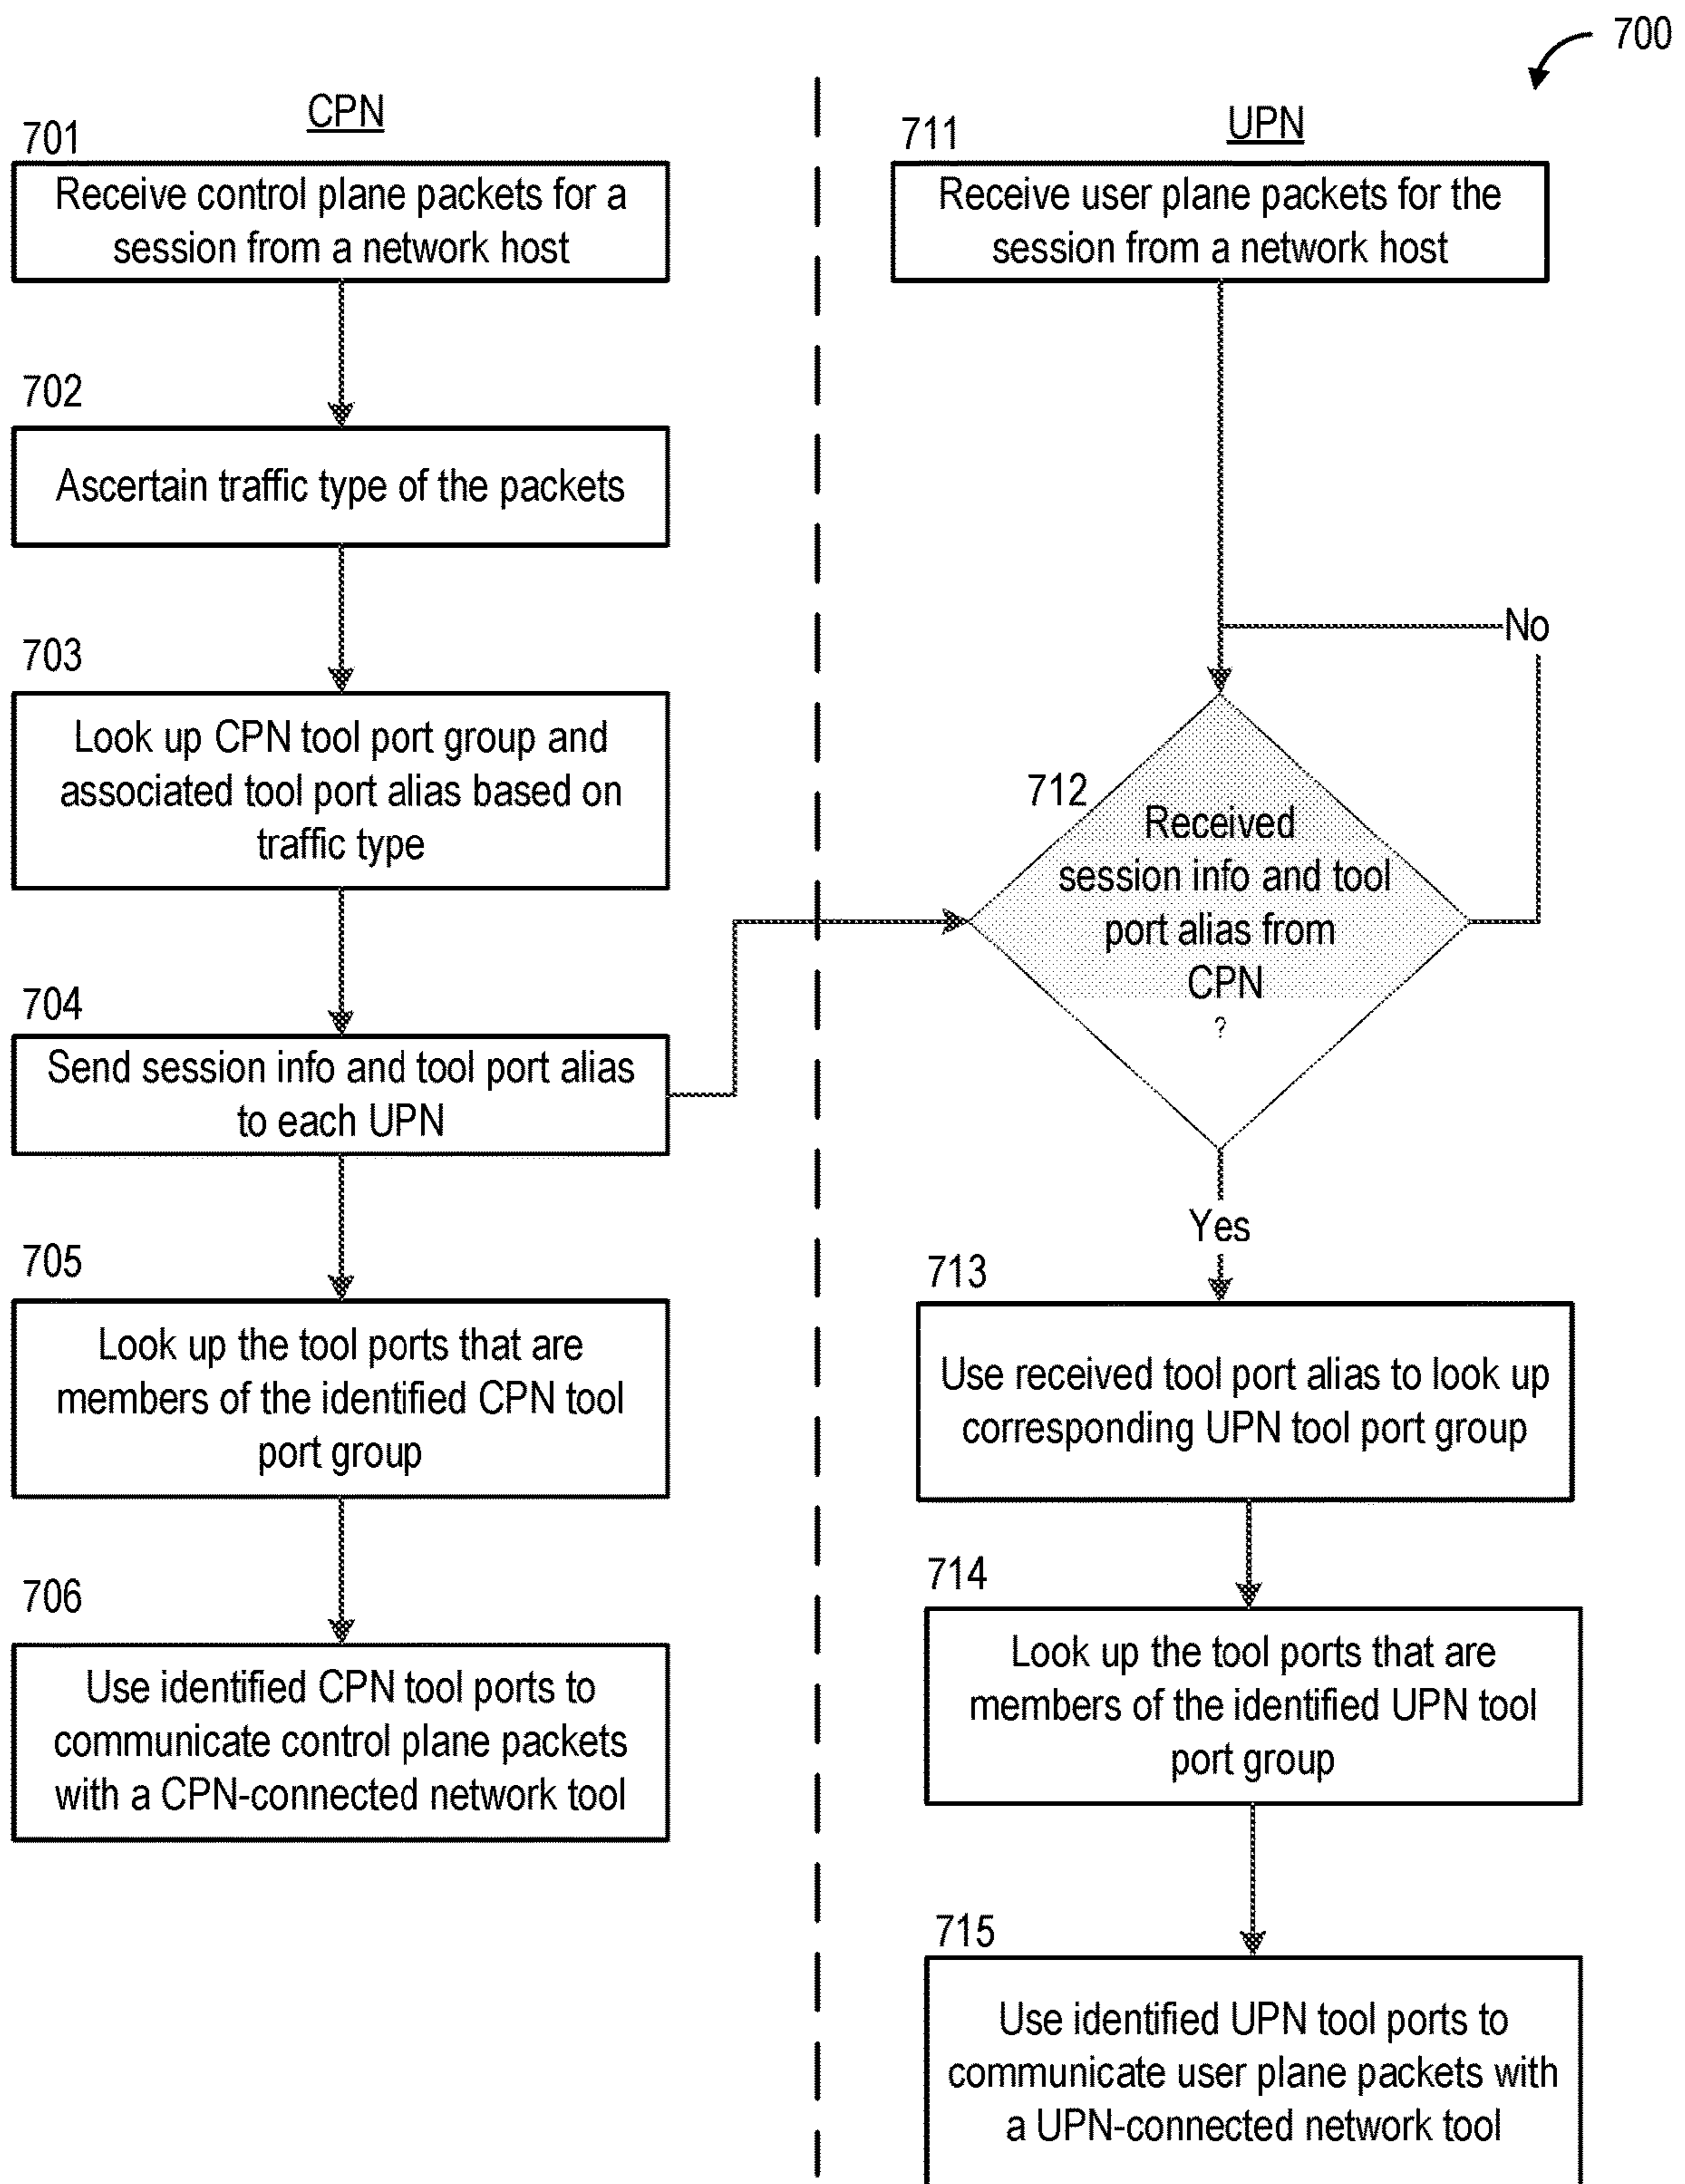 700
CPN
701
Receive control plane packets for a
session from a network host
702
Ascertain traffic type of the packets
703
Look up CPN tool port group and
associated tool port alias based on
traffic type
704
Send session info and tool port alias
to each UPN
705
Look up the tool ports that are
members of the identified CPN tool
port group
706
Use identified CPN tool ports to
communicate control plane packets
with a CPN-connected network tool
UPN
711
Receive user plane packets for the
session from a network host
No
712
Received
session info and tool
port alias from
CPN
?
Yes
713
Use received tool port alias to look up
corresponding UPN tool port group
714
Look up the tool ports that are
members of the identified UPN tool
port group
715
Use identified UPN tool ports to
communicate user plane packets with
a UPN-connected network tool